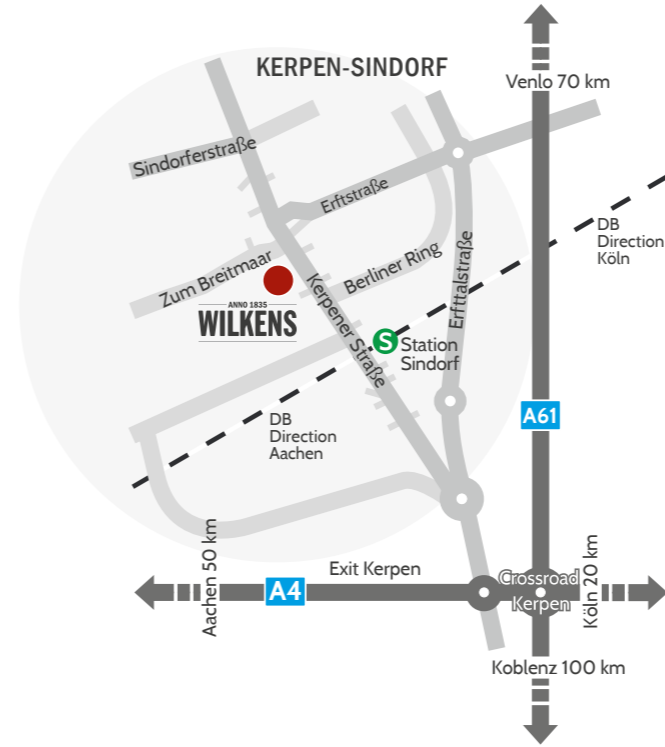 KERPEN-SINDORF
Venlo 70 km
Sindorferstraße
Erftstraße
DB
Direction
Köln
Zum Breitmaar
Berliner Ring
Erfttalstraße
ANNO 1835
WILKENS
Kerpener Straße
S
Station
Sindorf
A61
DB
Direction
Aachen
Aachen 50 km
A4
Exit Kerpen
Crossroad
Kerpen
Köln 20 km
Koblenz 100 km